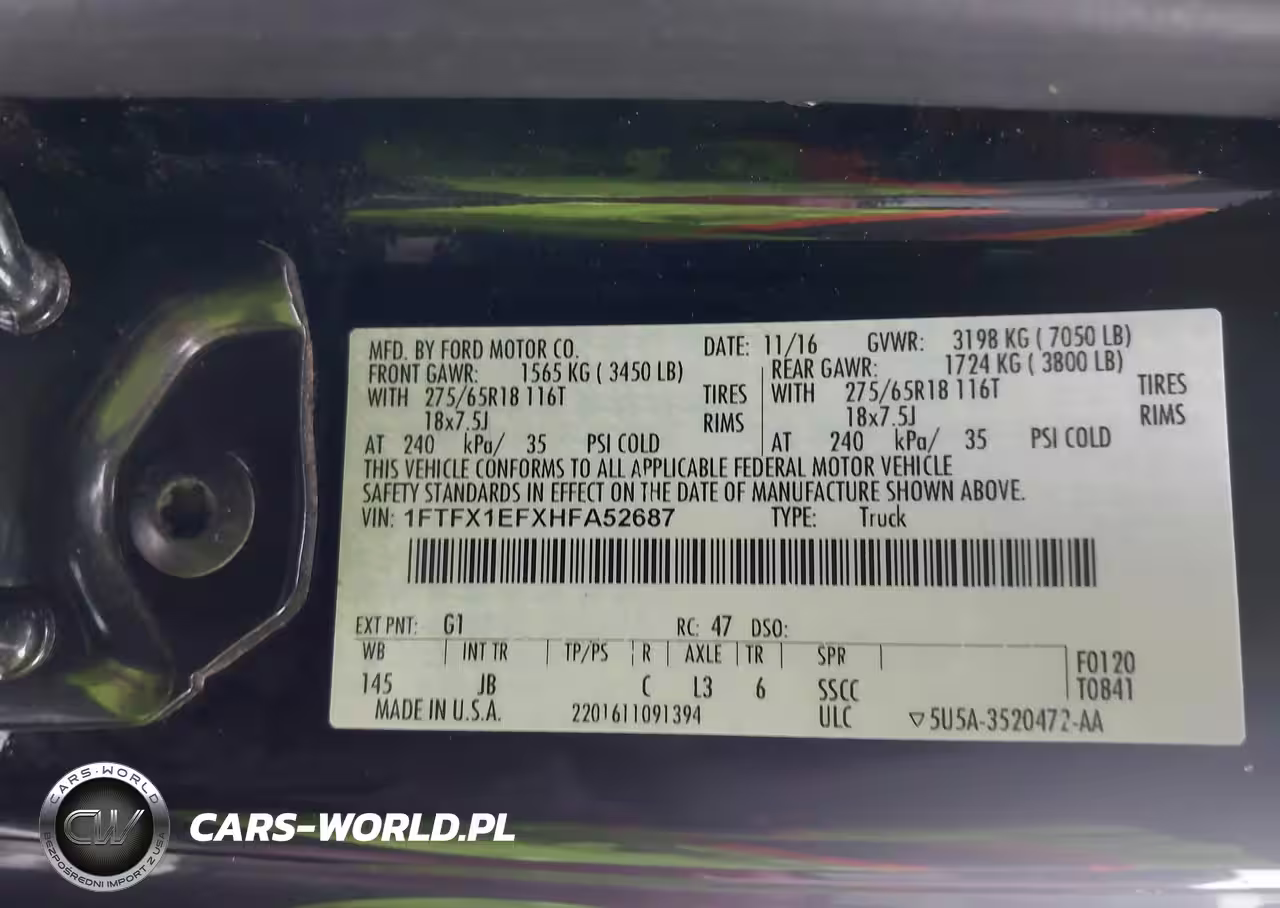 MFD. BY FORD MOTOR CO. DATE: 11/16 GVWR: 3198 KG ( 7050 LB)
FRONT GAWR: 1565 KG ( 3450 LB) REAR GAWR: 1724 KG ( 3800 LB)
WITH 275/65R18 116T TIRES WITH 275/65R18 116T TIRES
18x7.5J RIMS 18x7.5J RIMS
AT 240 kPa/ 35 PSI COLD AT 240 kPa/ 35 PSI COLD
THIS VEHICLE CONFORMS TO ALL APPLICABLE FEDERAL MOTOR VEHICLE
SAFETY STANDARDS IN EFFECT ON THE DATE OF MANUFACTURE SHOWN ABOVE.
VIN: 1FTFX1EFXHFA52687 TYPE: Truck
EXT PNT: G1 RC: 47 DSO:
WB INT TR TP/PS R AXLE TR SPR F0120
145 JB C L3 6 SSCC T0841
MADE IN U.S.A. 2201611091394 ULC ▽5U5A-3520472-AA
CARS-WORLD
CW
BEZPOŚREDNI IMPORT Z USA
CARS-WORLD.PL